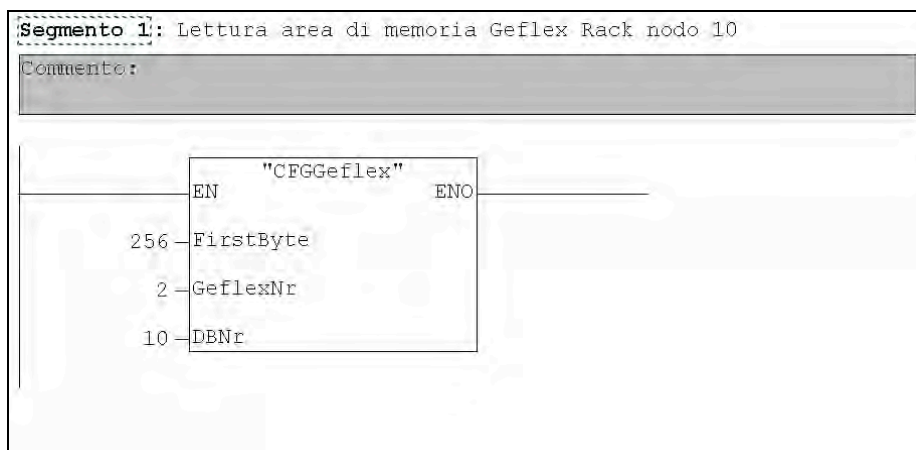 Segmento 1: Lettura area di memoria Geflex Rack nodo 10
Commento:
"CFGGeflex"
EN ENO
256 FirstByte
2 GeflexNr
10 DBNr